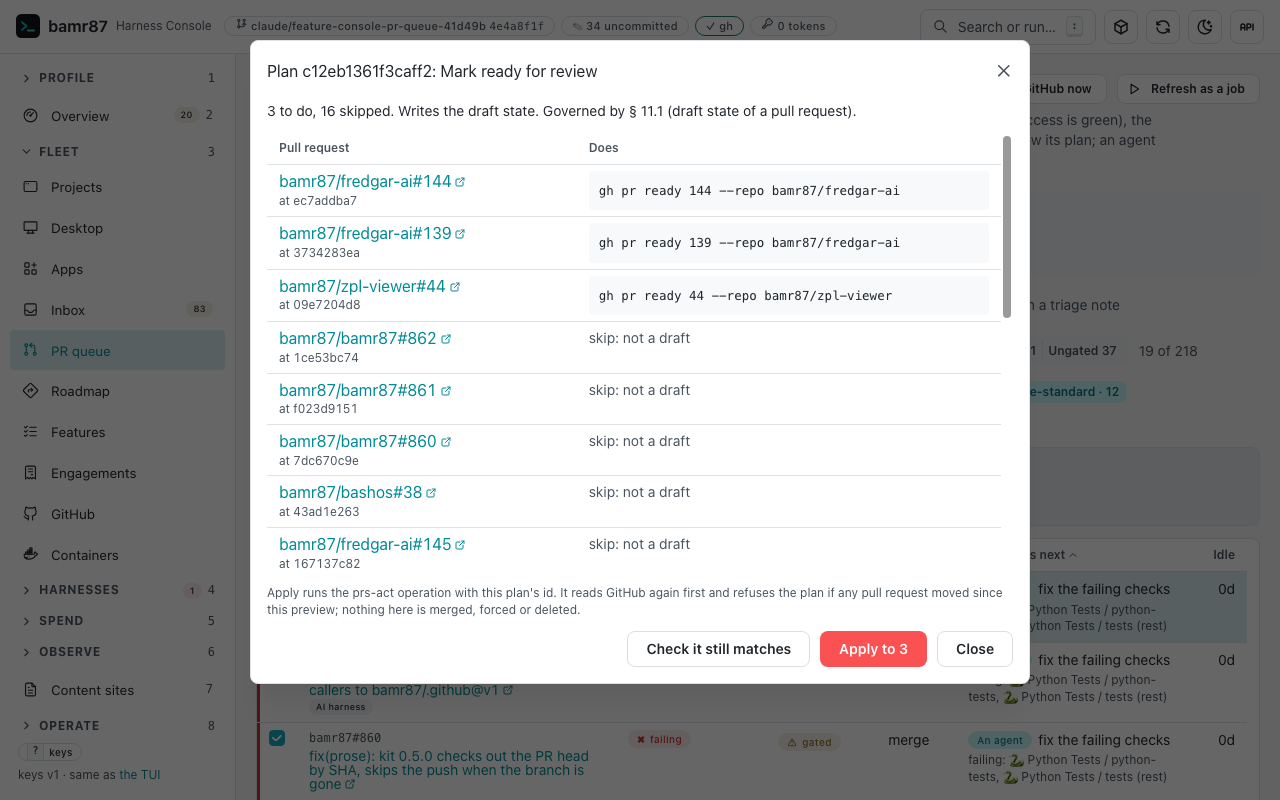 bamr87 Harness Console claude/feature-console-pr-queue-41d49b 4e4a8f1f 34 uncommitted gh 0 tokens Search or run... : API
PROFILE 1
Overview 20 2
FLEET 3
Projects
Desktop
Apps
Inbox 83
PR queue
Roadmap
Features
Engagements
GitHub
Containers
HARNESSES 1 4
SPEND 5
OBSERVE 6
Content sites 7
OPERATE 8
? keys
keys v1 · same as the TUI
Plan c12eb1361f3caff2: Mark ready for review
3 to do, 16 skipped. Writes the draft state. Governed by § 11.1 (draft state of a pull request).
Pull request Does
bamr87/fredgar-ai#144
at ec7addba7
gh pr ready 144 --repo bamr87/fredgar-ai
bamr87/fredgar-ai#139
at 3734283ea
gh pr ready 139 --repo bamr87/fredgar-ai
bamr87/zpl-viewer#44
at 09e7204d8
gh pr ready 44 --repo bamr87/zpl-viewer
bamr87/bamr87#862
at 1ce53bc74
skip: not a draft
bamr87/bamr87#861
at f023d9151
skip: not a draft
bamr87/bamr87#860
at 7dc670c9e
skip: not a draft
bamr87/bashos#38
at 43ad1e263
skip: not a draft
bamr87/fredgar-ai#145
at 167137c82
skip: not a draft
Apply runs the prs-act operation with this plan's id. It reads GitHub again first and refuses the plan if any pull request moved since
this preview; nothing here is merged, forced or deleted.
Check it still matches Apply to 3 Close
now Refresh as a job
is green), the
its plan; an agent
a triage note
Ungated 37 19 of 218
· 12
next Idle
fix the failing checks 0d
Python Tests / python-
Tests / tests (rest)
fix the failing checks 0d
Python Tests / python-
tests, Python Tests / tests (rest)
callers to bamr87/.github@v1
AI harness
bamr87#860
fix(prose): kit 0.5.0 checks out the PR head
by SHA, skips the push when the branch is
gone
failing gated merge An agent fix the failing checks 0d
failing: Python Tests / python-
tests, Python Tests / tests (rest)